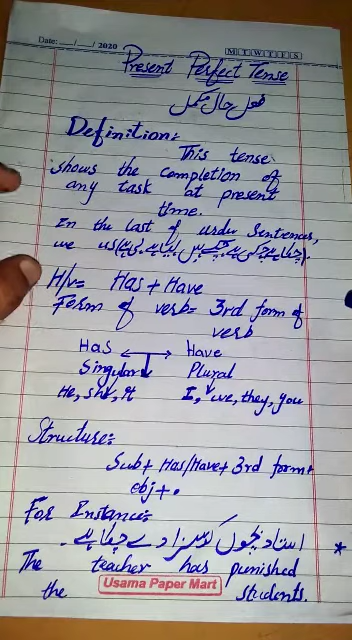 Date: __/__/ 2020 M T W T F S
Present Perfect Tense
فعل حال مکمل
Definition:
This tense
shows the completion of
any task at present
time.
In the last of urdu sentences,
we us
H/v= Has + Have
Form of verb= 3rd form of
verb
Has Have
Singular Plural
He, she, it I, we, they, you
Structure:
Sub+ Has/Have+ 3rd form+
obj+.
For Instance:
استاد بچوں کو سزا دے چکا ہے۔
The teacher has punished
the students.
Usama Paper Mart